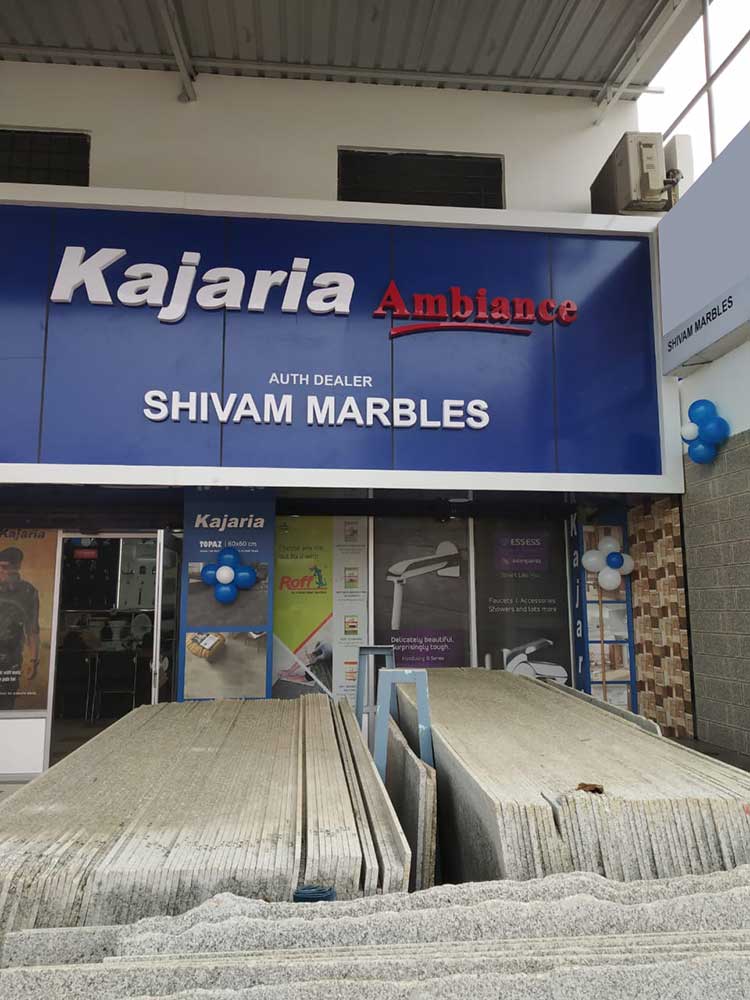 Kajaria Ambiance
AUTH DEALER
SHIVAM MARBLES
SHIVAM MARBLES
Kajaria
Kajaria
TOPAZ | 60x60 cm
Roff
Delicately beautiful,
Surprisingly tough.
ESSESS
Faucets & Accessories
Showers and lots more
Kajar